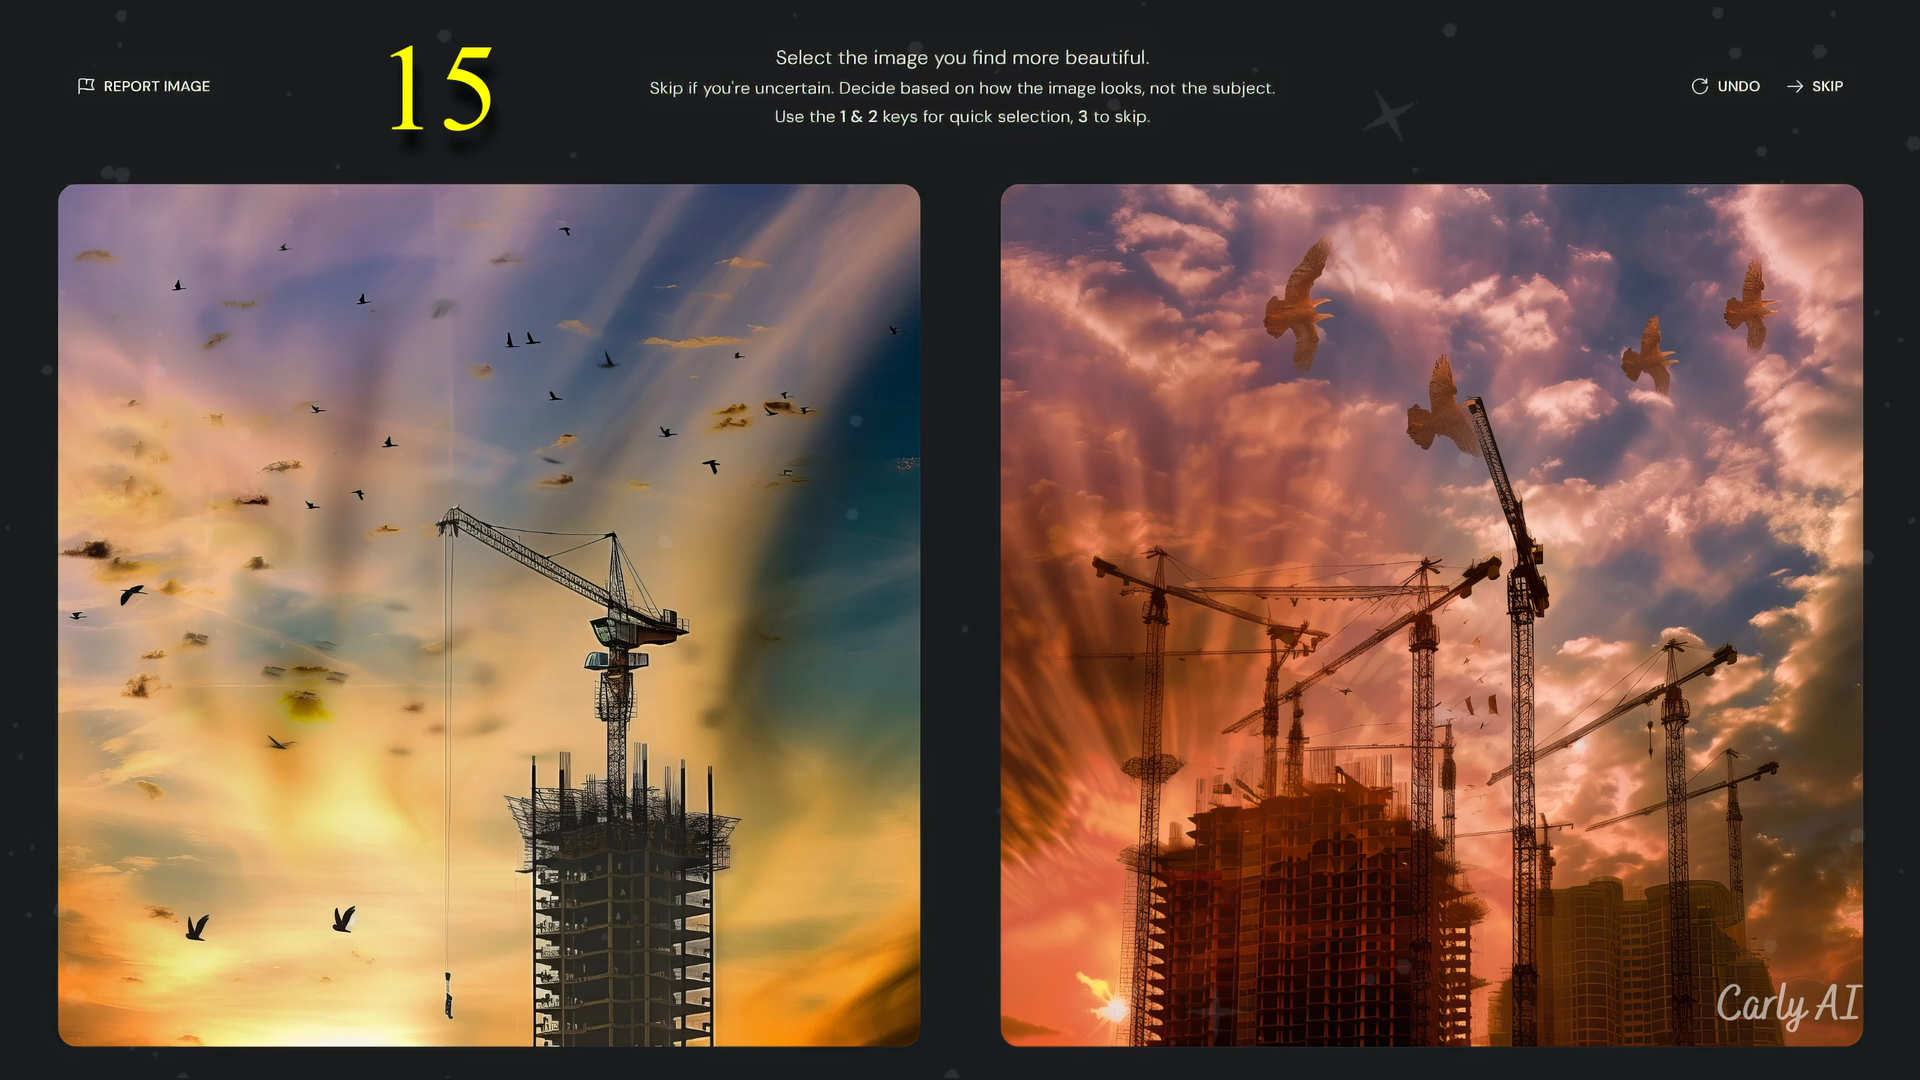 REPORT IMAGE
15
Select the image you find more beautiful.
Skip if you're uncertain. Decide based on how the image looks, not the subject.
Use the 1 & 2 keys for quick selection, 3 to skip.
UNDO
SKIP
Carly AI